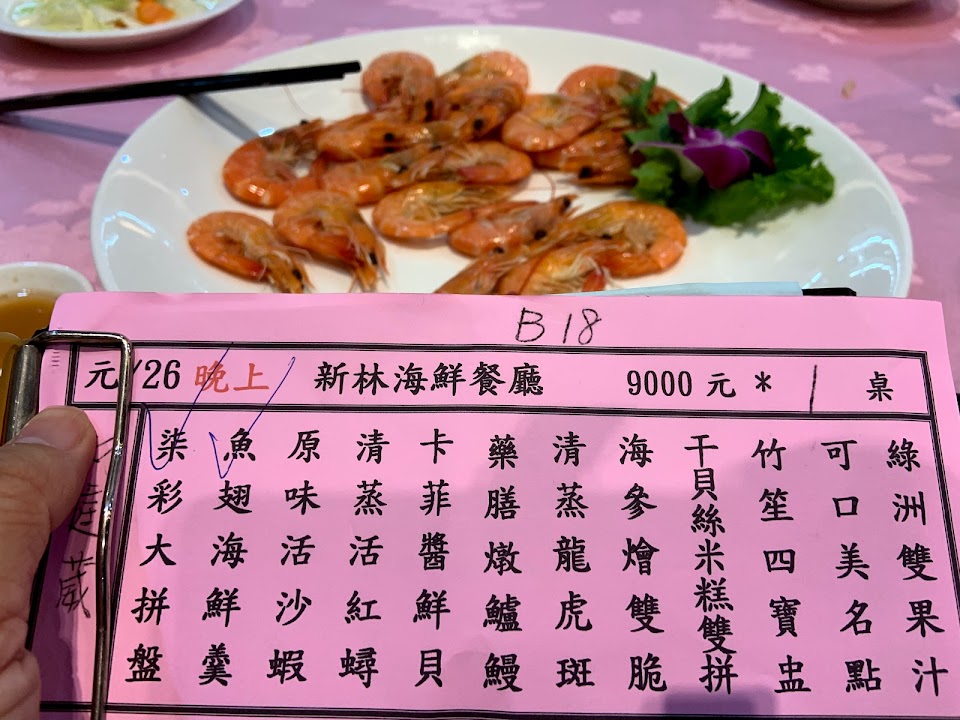 B18
元/26 晚上 新林海鮮餐廳 9000 元 * 1 桌
柒彩大拼盤
魚翅海鮮羹
原味活沙蝦
清蒸活紅蟳
卡菲醬鮮貝
藥膳燉鱸鰻
清蒸龍虎斑
海參燴雙脆
干貝絲米糕雙拼
竹笙四寶盅
可口美名點
綠洲雙果汁